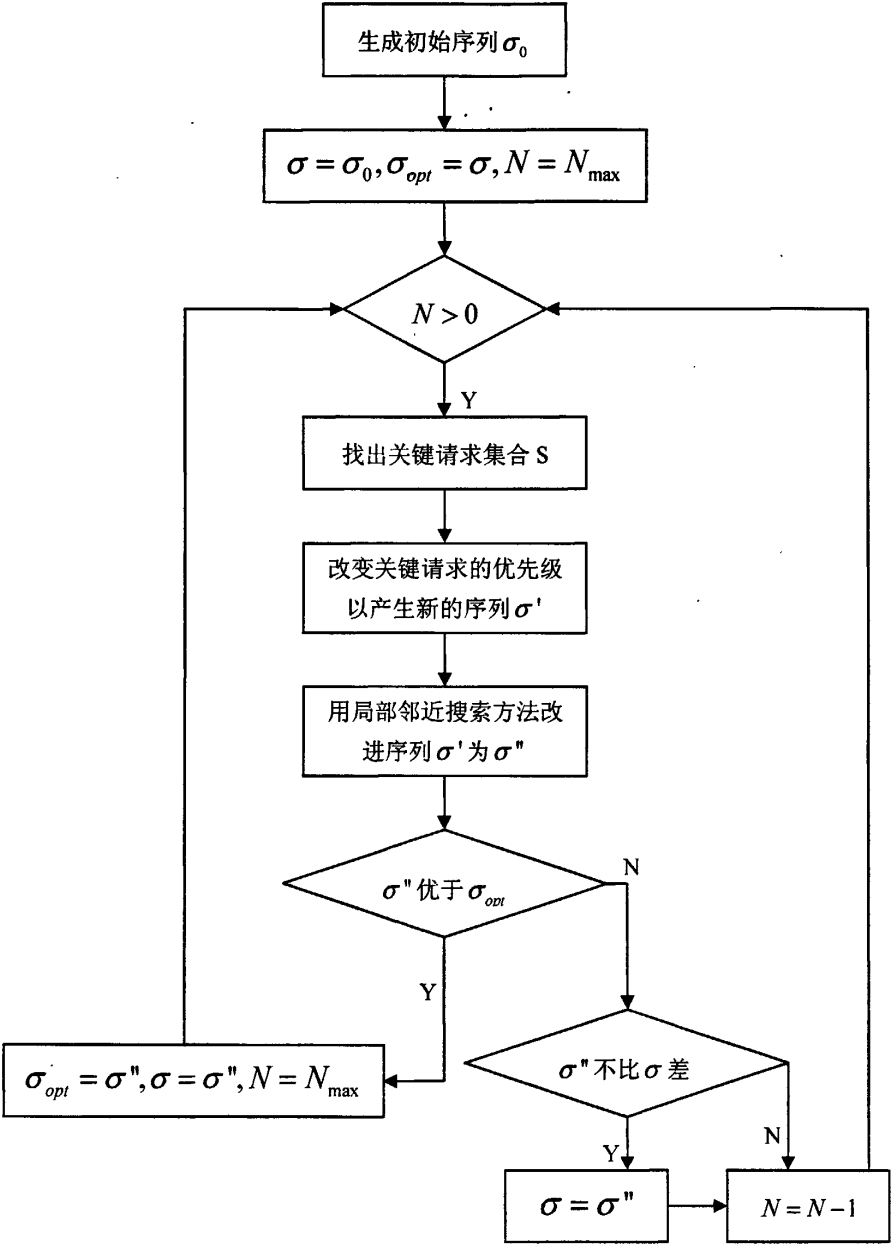 生成初始序列σ₀
σ = σ₀, σ_opt = σ, N = N_max
N > 0
Y
找出关键请求集合 S
改变关键请求的优先级
以产生新的序列σ'
用局部邻近搜索方法改
进序列σ'为σ"
σ"优于σ_opt
N
Y
σ"不比σ差
σ_opt = σ", σ = σ", N = N_max
N
Y
σ = σ"
N = N − 1